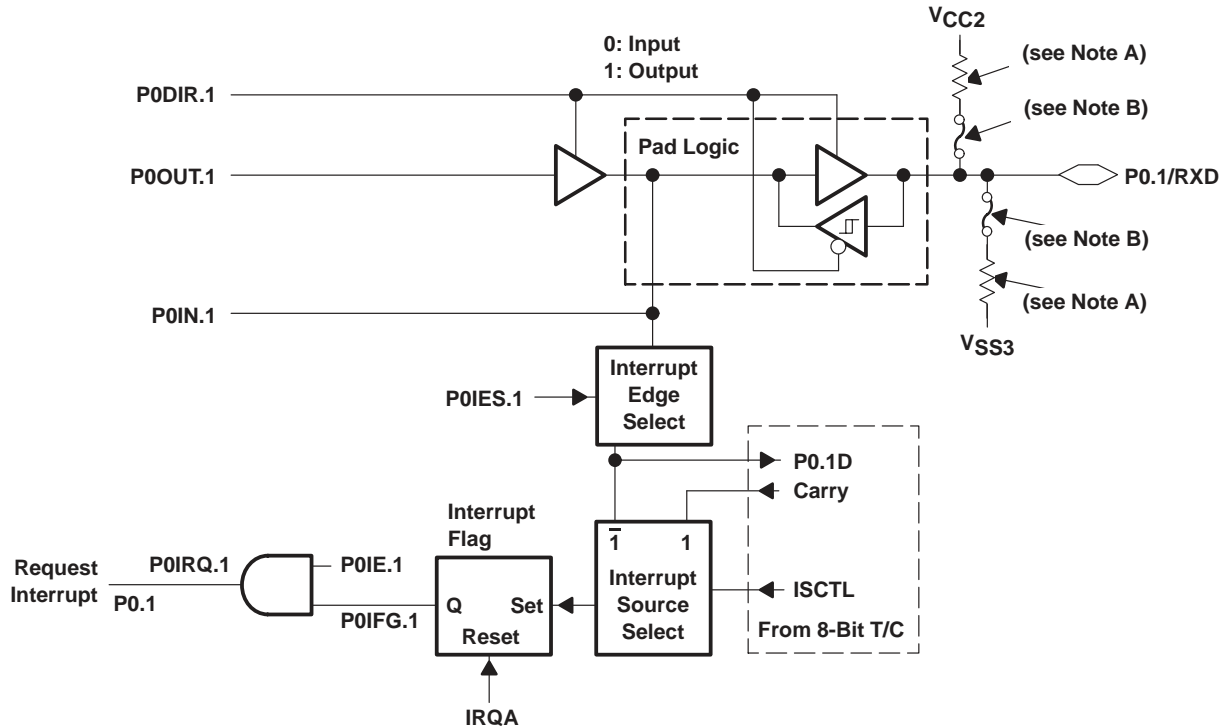 VCC2
0: Input
1: Output
(see Note A)
P0DIR.1
(see Note B)
Pad Logic
P0OUT.1
P0.1/RXD
(see Note B)
(see Note A)
P0IN.1
VSS3
Interrupt
Edge
Select
P0IES.1
P0.1D
Carry
Interrupt
Flag
1
1
P0IRQ.1
P0IE.1
Request
Interrupt
P0.1
P0IFG.1
Q
Set
Reset
Interrupt
Source
Select
ISCTL
From 8-Bit T/C
IRQA